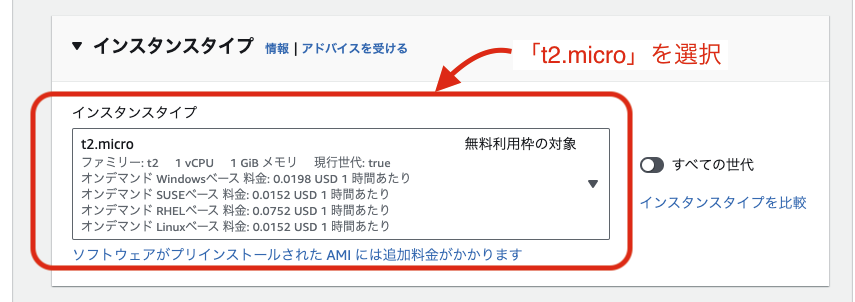 ▼ インスタンスタイプ 情報 | アドバイスを受ける
「t2.micro」を選択
インスタンスタイプ
t2.micro 無料利用枠の対象
ファミリー: t2 1 vCPU 1 GiB メモリ 現行世代: true
オンデマンド Windowsベース 料金: 0.0198 USD 1 時間あたり
オンデマンド SUSEベース 料金: 0.0152 USD 1 時間あたり
オンデマンド RHELベース 料金: 0.0752 USD 1 時間あたり
オンデマンド Linuxベース 料金: 0.0152 USD 1 時間あたり
すべての世代
インスタンスタイプを比較
ソフトウェアがプリインストールされた AMI には追加料金がかかります